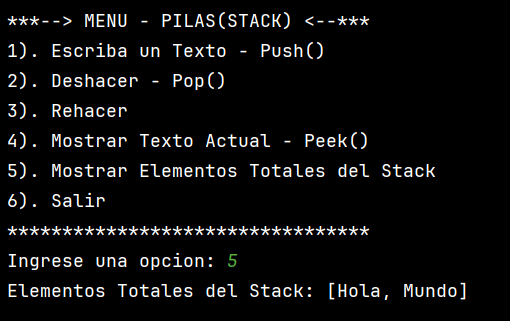 ***--> MENU - PILAS(STACK) <--***
1). Escriba un Texto - Push()
2). Deshacer - Pop()
3). Rehacer
4). Mostrar Texto Actual - Peek()
5). Mostrar Elementos Totales del Stack
6). Salir
*********************************
Ingrese una opcion: 5
Elementos Totales del Stack: [Hola, Mundo]